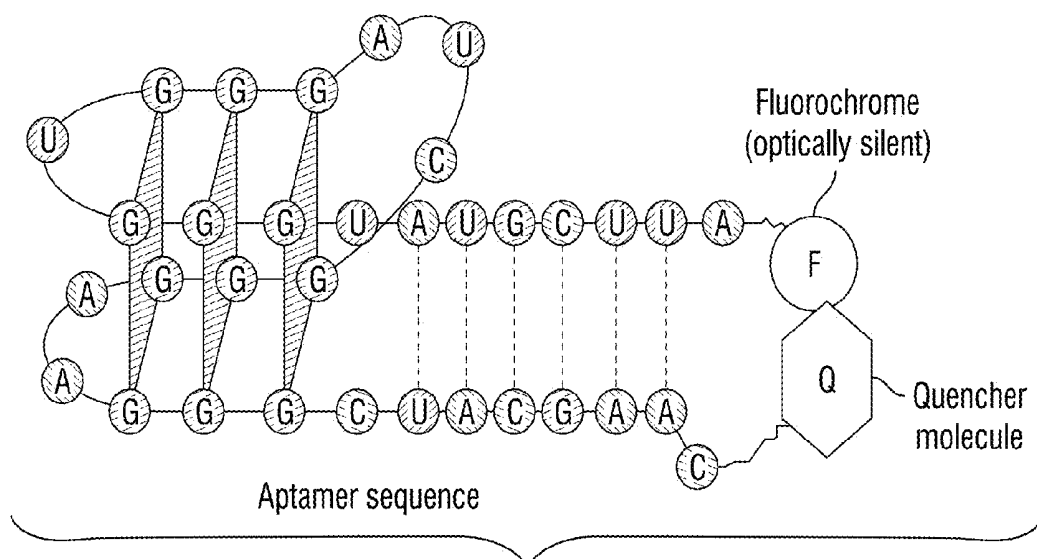 A U
G G G
U
C
Fluorochrome
(optically silent)
G G G U A U G C U U A
F
A G G G
A
G G G C U A C G A A
Q
C
Quencher
molecule
Aptamer sequence